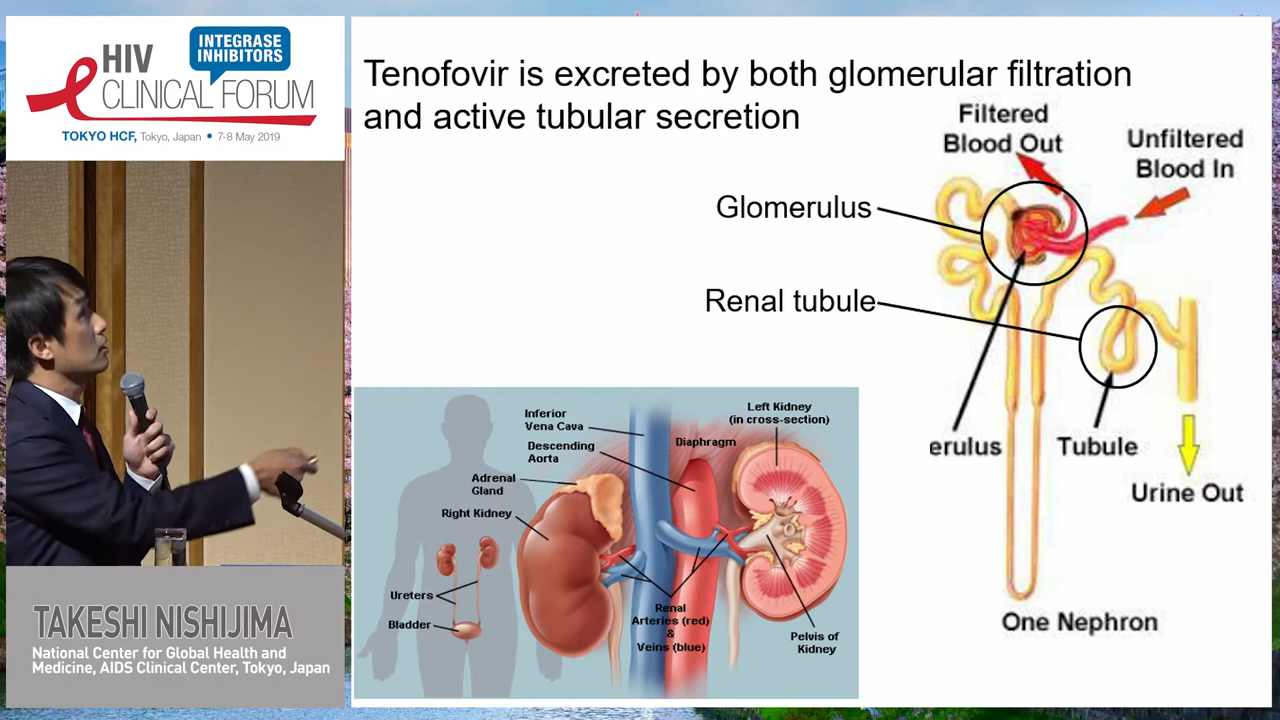 HIV
INTEGRASE
INHIBITORS
CLINICAL FORUM
TOKYO HCF, Tokyo, Japan • 7-8 May 2019
Tenofovir is excreted by both glomerular filtration
and active tubular secretion
Filtered
Blood Out
Unfiltered
Blood In
Glomerulus
Renal tubule
erulus
Tubule
Urine Out
One Nephron
Inferior
Vena Cava
Descending
Aorta
Adrenal
Gland
Right Kidney
Diaphragm
Left Kidney
(in cross-section)
Ureters
Bladder
Renal
Arteries (red)
&
Veins (blue)
Pelvis of
Kidney
TAKESHI NISHIJIMA
National Center for Global Health and
Medicine, AIDS Clinical Center, Tokyo, Japan